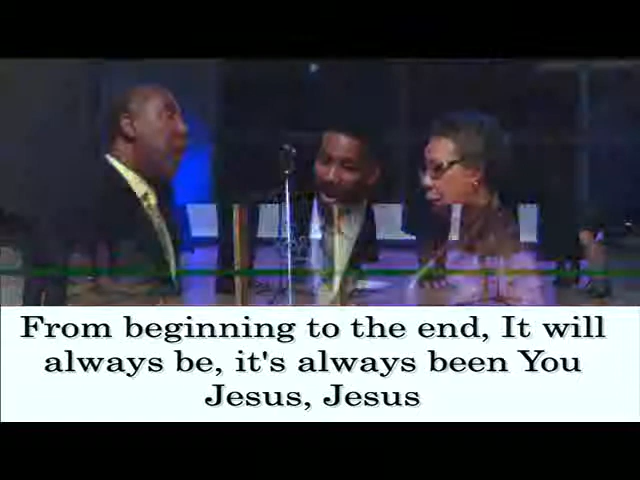 From beginning to the end, It will
always be, it's always been You
Jesus, Jesus